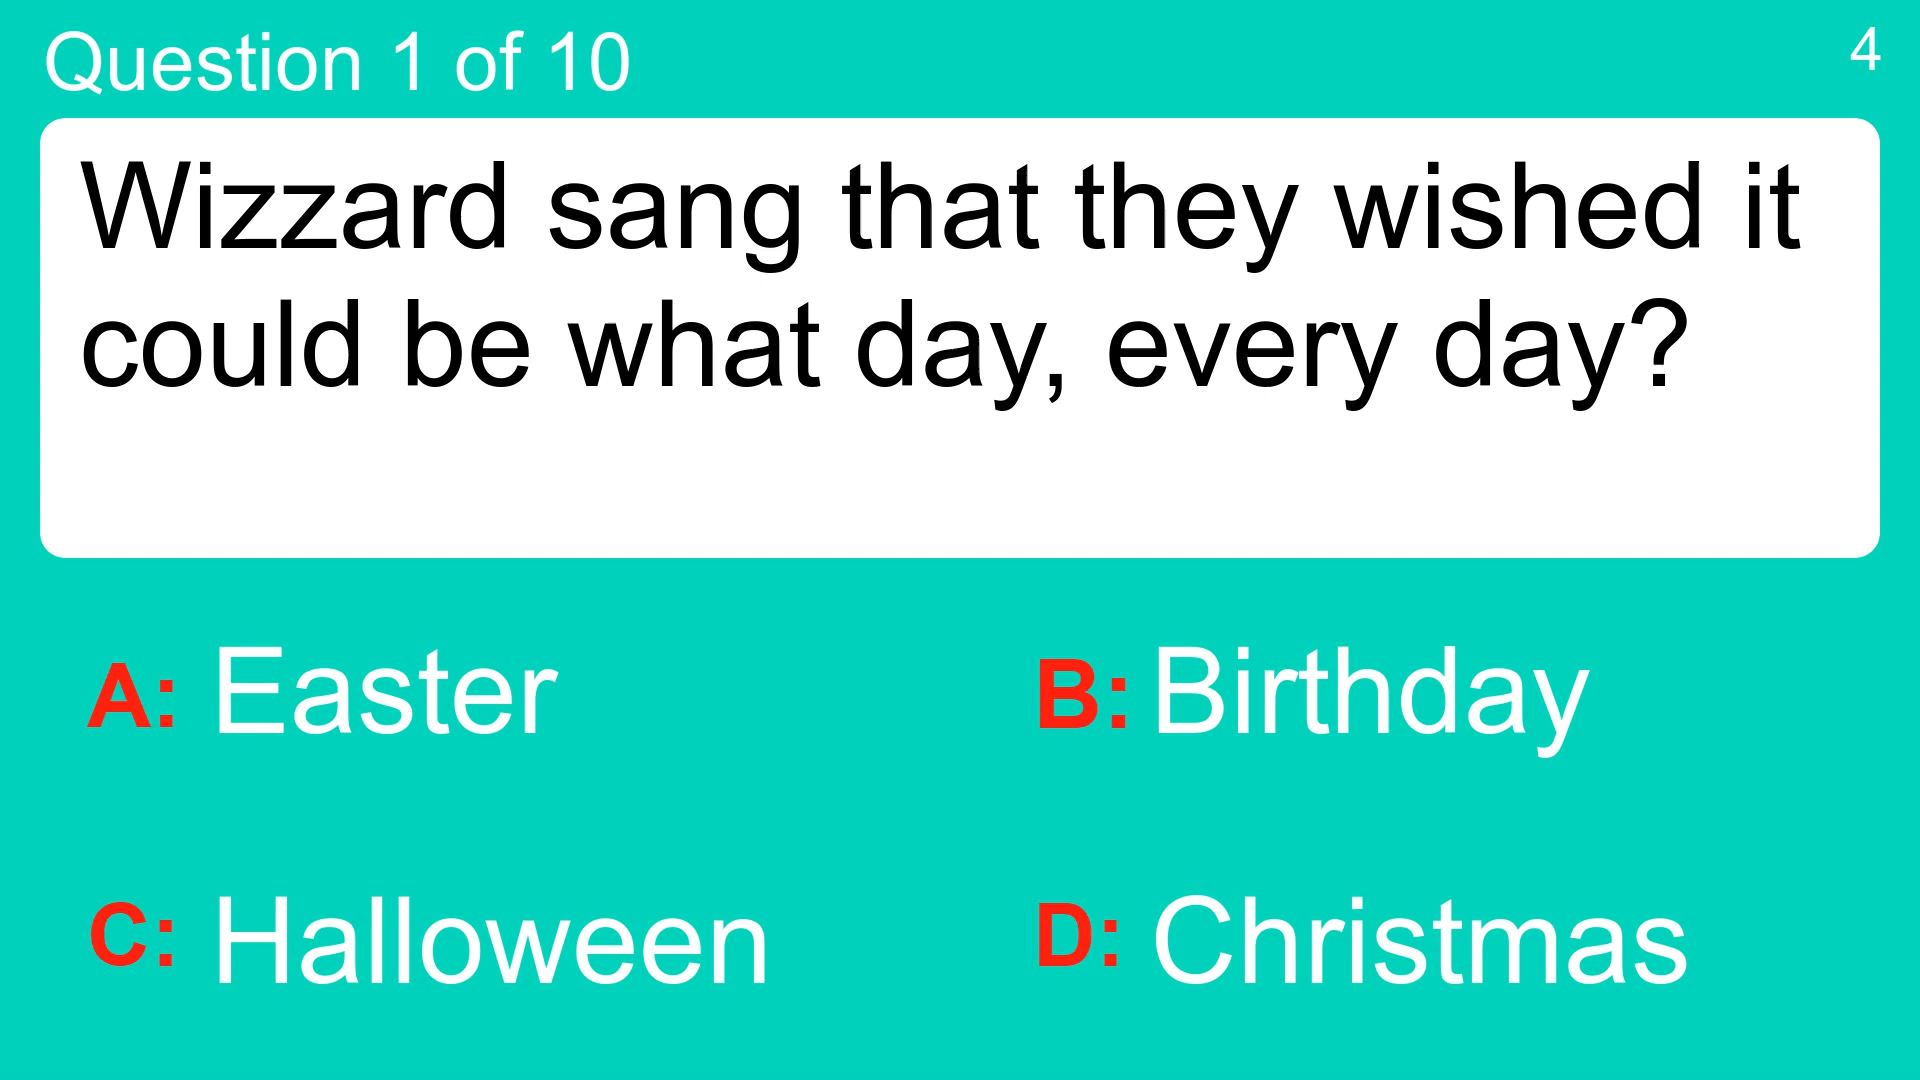 Question 1 of 10
4
Wizzard sang that they wished it
could be what day, every day?
A: Easter
B: Birthday
C: Halloween
D: Christmas